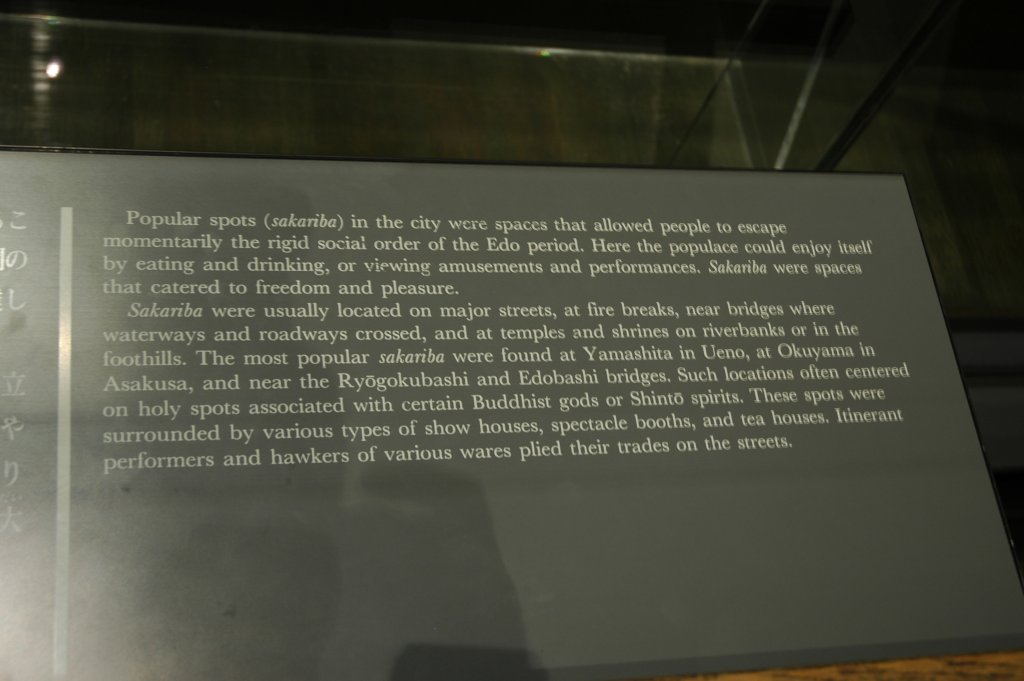 Popular spots (sakariba) in the city were spaces that allowed people to escape
momentarily the rigid social order of the Edo period. Here the populace could enjoy itself
by eating and drinking, or viewing amusements and performances. Sakariba were spaces
that catered to freedom and pleasure.
Sakariba were usually located on major streets, at fire breaks, near bridges where
waterways and roadways crossed, and at temples and shrines on riverbanks or in the
foothills. The most popular sakariba were found at Yamashita in Ueno, at Okuyama in
Asakusa, and near the Ryōgokubashi and Edobashi bridges. Such locations often centered
on holy spots associated with certain Buddhist gods or Shintō spirits. These spots were
surrounded by various types of show houses, spectacle booths, and tea houses. Itinerant
performers and hawkers of various wares plied their trades on the streets.
こ
の
し
立
や
り